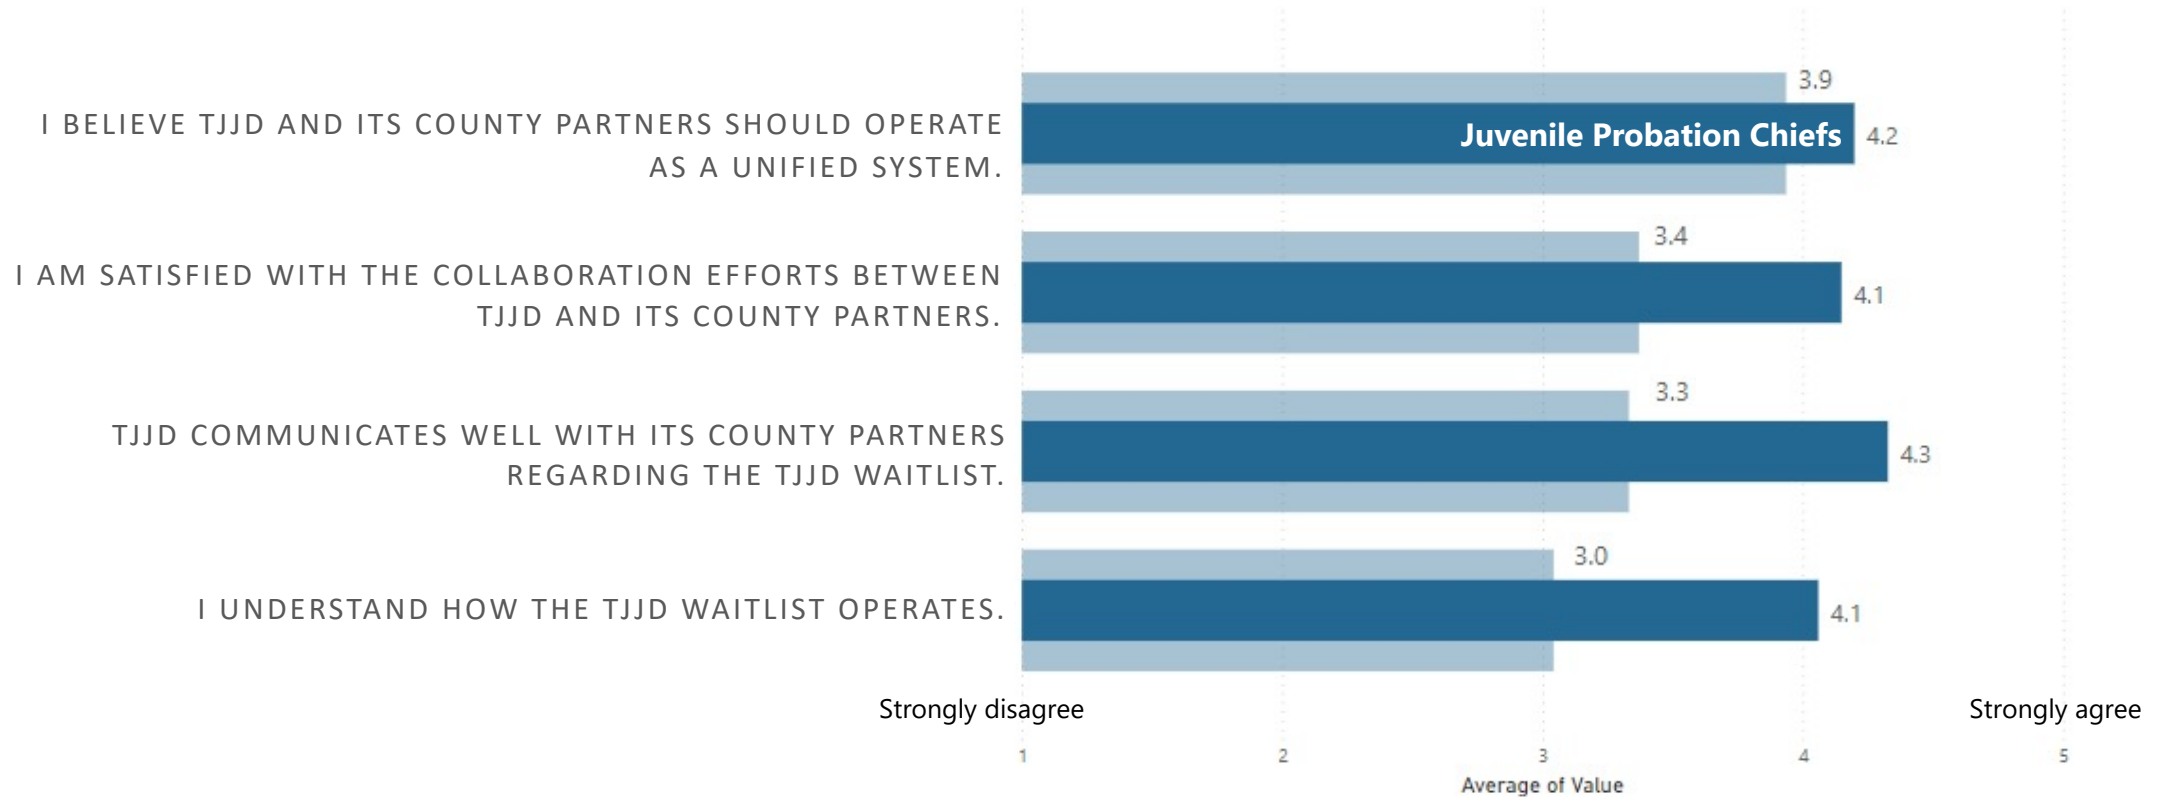 3.9
I BELIEVE TJJD AND ITS COUNTY PARTNERS SHOULD OPERATE
AS A UNIFIED SYSTEM.
Juvenile Probation Chiefs
4.2
3.4
I AM SATISFIED WITH THE COLLABORATION EFFORTS BETWEEN
TJJD AND ITS COUNTY PARTNERS.
4.1
3.3
TJJD COMMUNICATES WELL WITH ITS COUNTY PARTNERS
REGARDING THE TJJD WAITLIST.
4.3
3.0
I UNDERSTAND HOW THE TJJD WAITLIST OPERATES.
4.1
Strongly disagree
Strongly agree
1 2 3 4 5
Average of Value